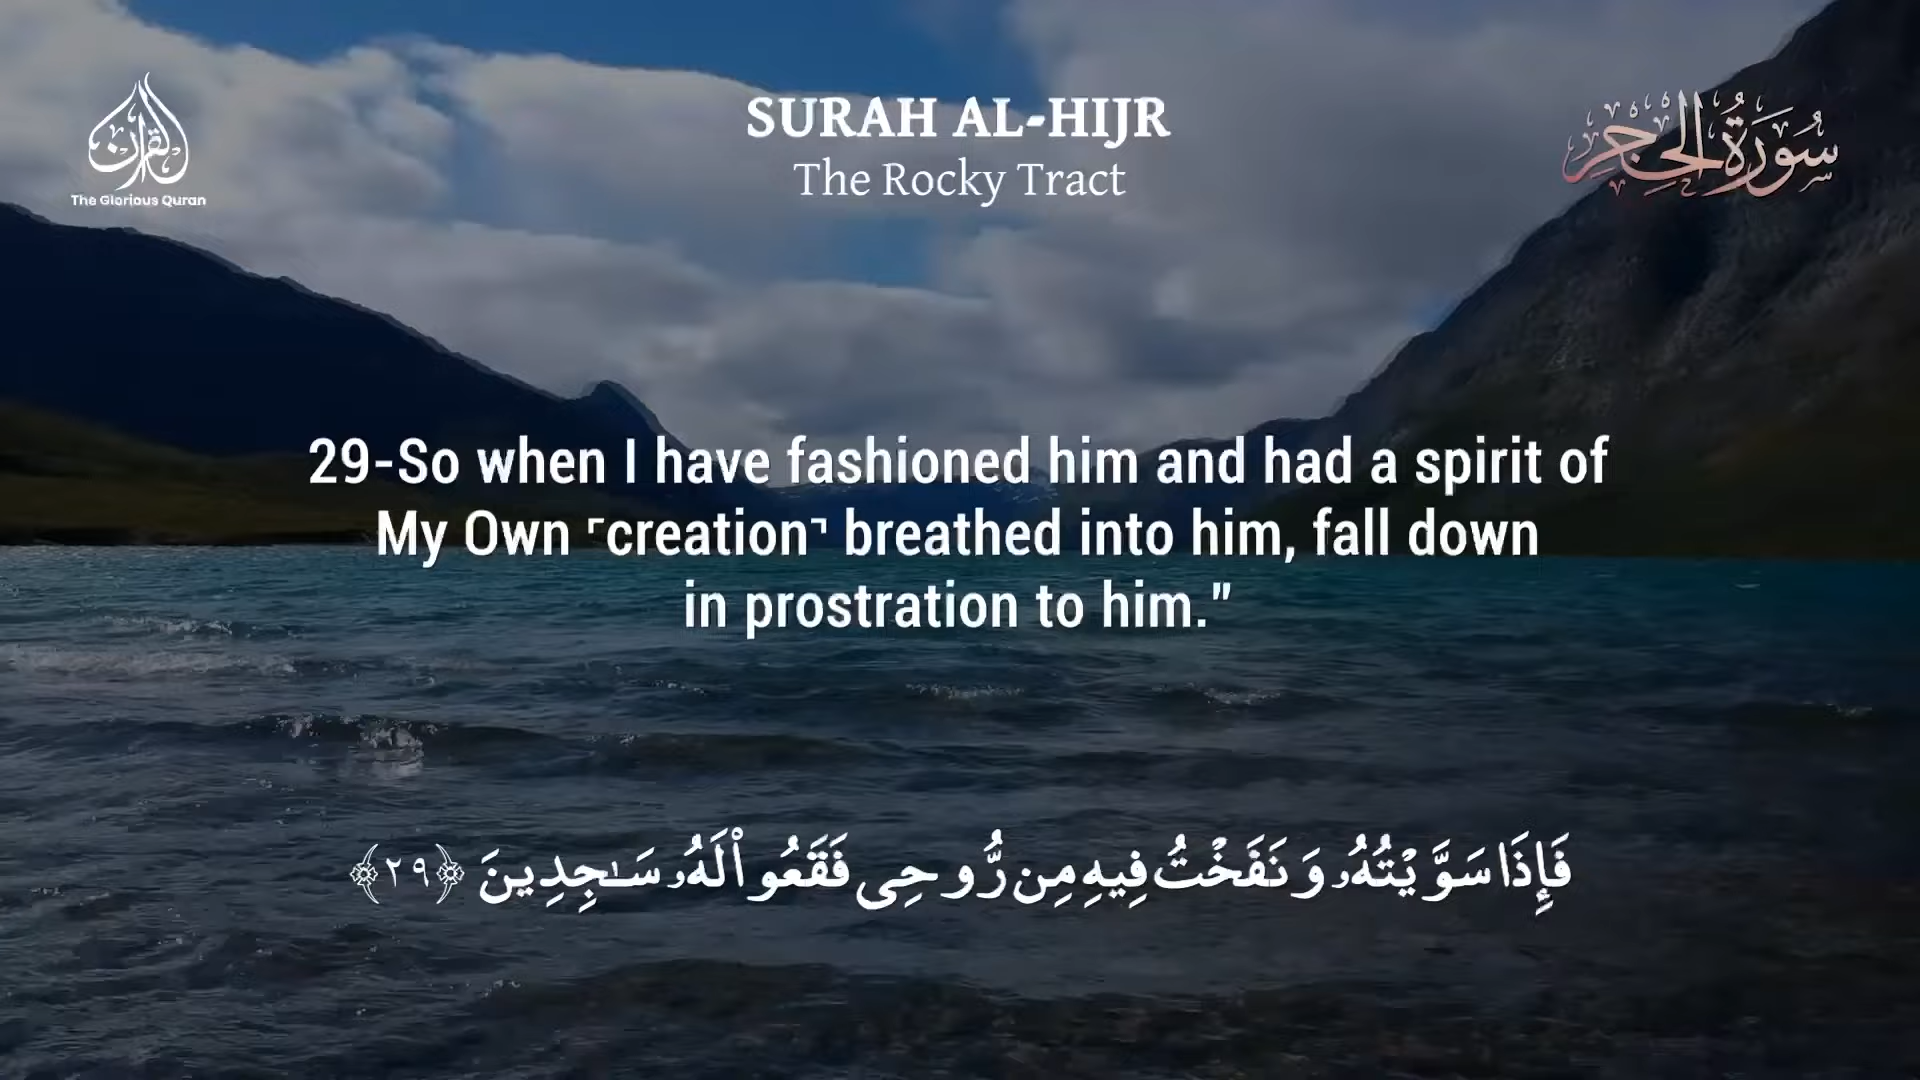 القرآن
The Glorious Quran
SURAH AL-HIJR
The Rocky Tract
سُورَةُ الحِجْرِ
29-So when I have fashioned him and had a spirit of
My Own ⌜creation⌝ breathed into him, fall down
in prostration to him.”
فَإِذَا سَوَّيْتُهُۥ وَنَفَخْتُ فِيهِ مِن رُّوحِى فَقَعُوا۟ لَهُۥ سَـٰجِدِينَ ﴿٢٩﴾